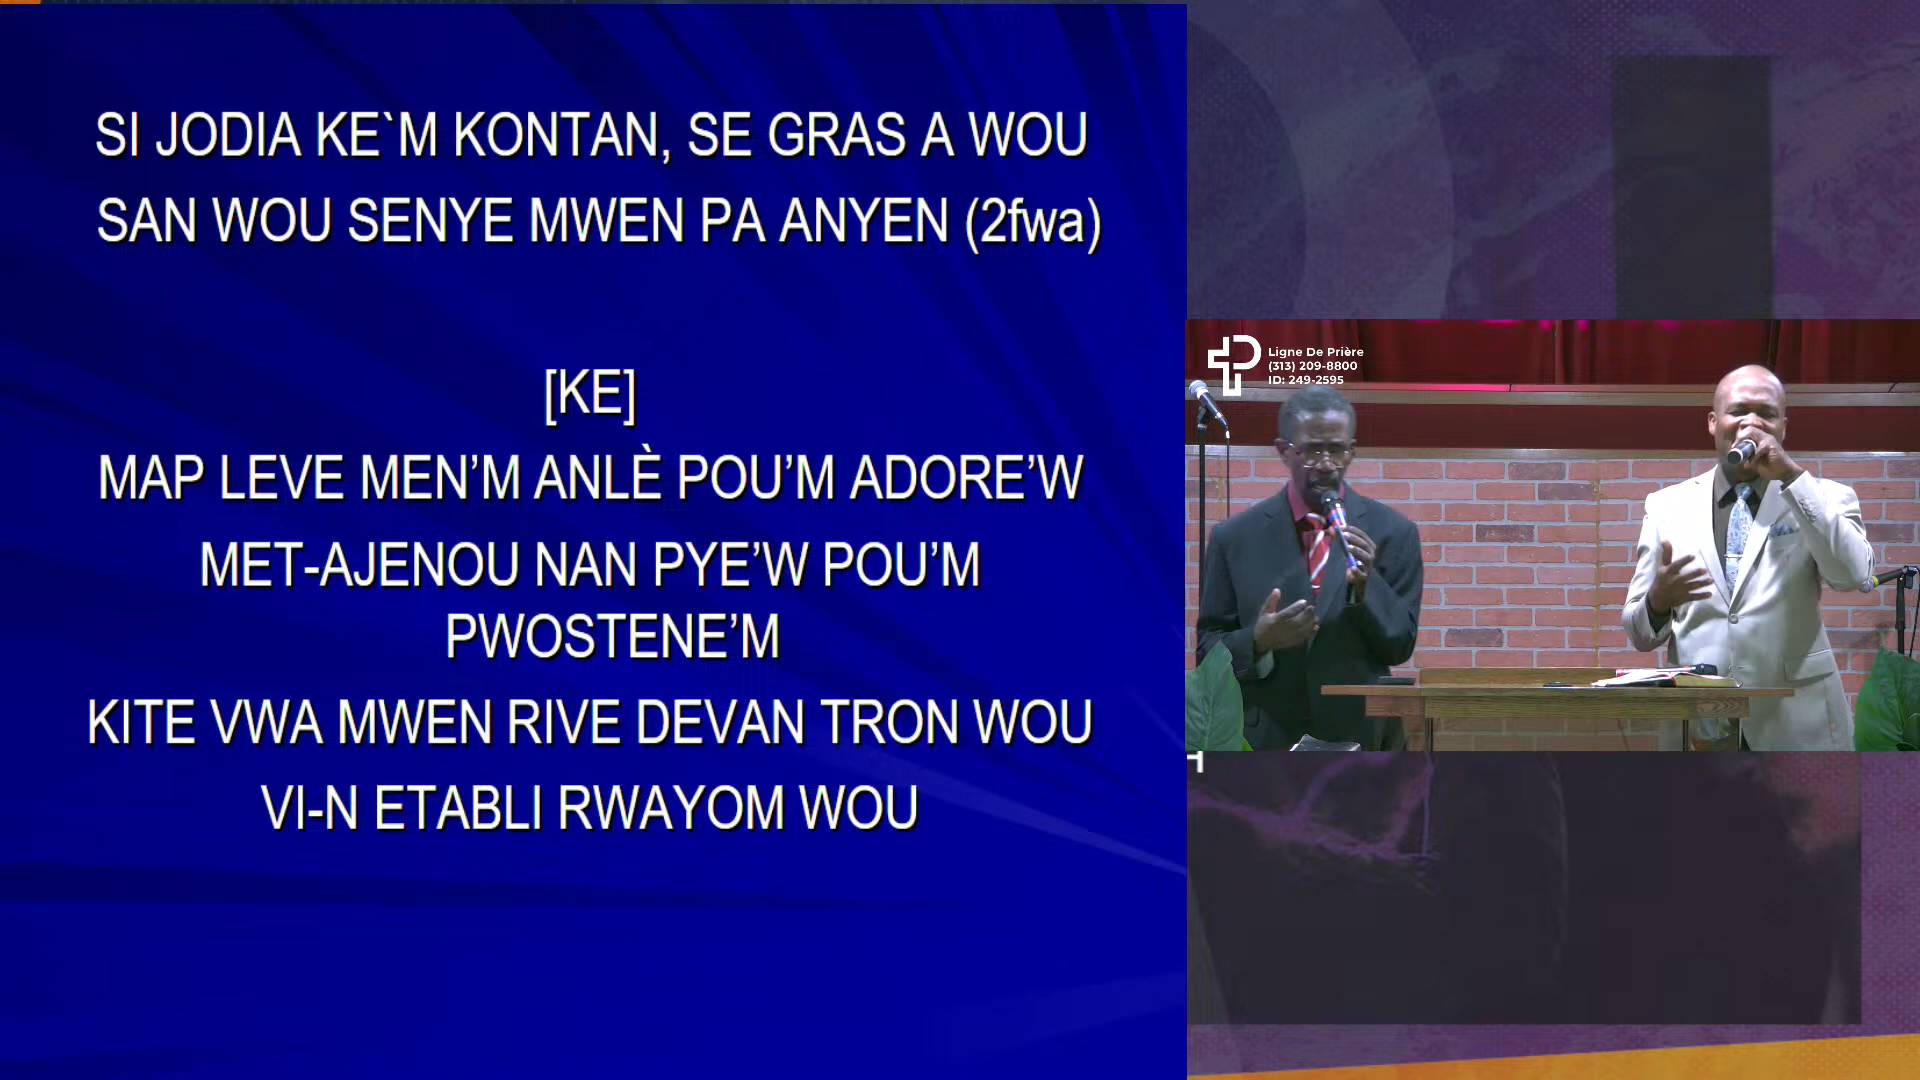 SI JODIA KE`M KONTAN, SE GRAS A WOU
SAN WOU SENYE MWEN PA ANYEN (2fwa)
[KE]
MAP LEVE MEN’M ANLÈ POU’M ADORE’W
MET-AJENOU NAN PYE’W POU’M
PWOSTENE’M
KITE VWA MWEN RIVE DEVAN TRON WOU
VI-N ETABLI RWAYOM WOU
Ligne De Prière
(313) 209-8800
ID: 249-2595